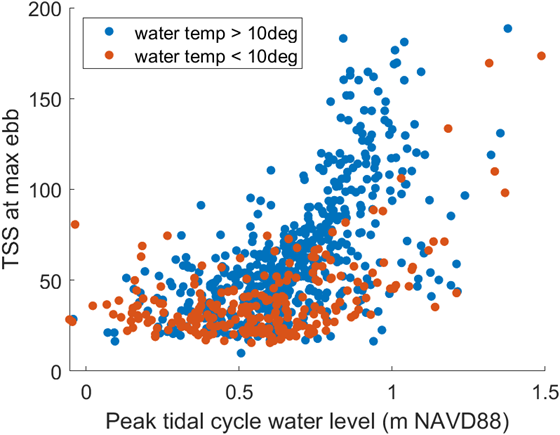 200
150
100
50
0
TSS at max ebb
water temp > 10deg
water temp < 10deg
0
0.5
1
1.5
Peak tidal cycle water level (m NAVD88)